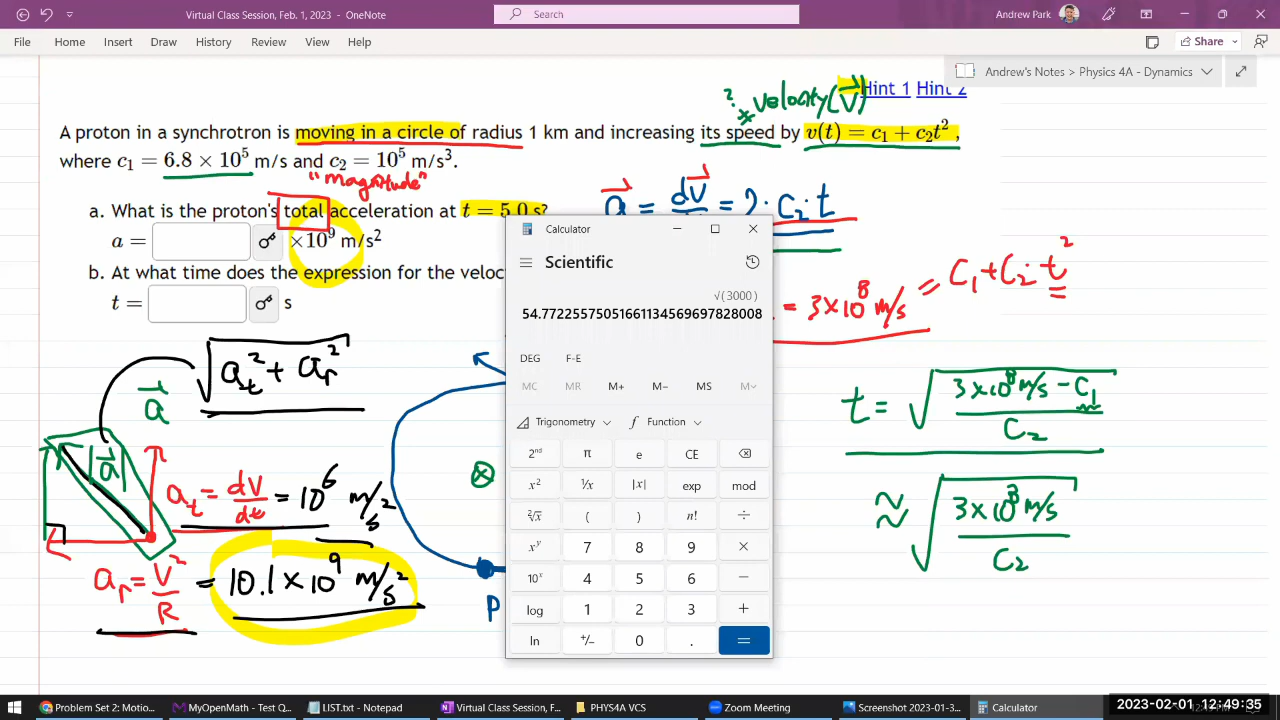 Virtual Class Session, Feb. 1, 2023 - OneNote
Search
Andrew Park
File Home Insert Draw History Review View Help
Share
Andrew's Notes > Physics 4A - Dynamics
? velocity (v⃗)
Hint 1 Hint 2
A proton in a synchrotron is moving in a circle of radius 1 km and increasing its speed by v(t) = c₁ + c₂t²,
where c₁ = 6.8 × 10⁵ m/s and c₂ = 10⁵ m/s³.
"magnitude"
a. What is the proton's total acceleration at t = 5.0 s?
a =
×10⁹ m/s²
b. At what time does the expression for the veloc
t =
s
a⃗ = dv⃗/dt = 2·c₂·t
= 3×10⁸ m/s = C₁+C₂·t²
√(aₜ² + aᵣ²)
a⃗
|a⃗|
aₜ = dv/dt = 10⁶ m/s²
aᵣ = V²/R = 10.1×10⁹ m/s²
P
t = √((3×10⁸ m/s - C₁)/C₂)
≈ √(3×10⁸ m/s / C₂)
Calculator
Scientific
√(3000)
54.772255750516611345696978280​08
DEG F-E
MC MR M+ M− MS M˅
Trigonometry f Function
2ⁿᵈ π e CE
x² ¹/x |x| exp mod
²√x ( ) n! ÷
xʸ 7 8 9 ×
10ˣ 4 5 6 −
log 1 2 3 +
ln +/− 0 . =
Problem Set 2: Motio...
MyOpenMath - Test Q...
LIST.txt - Notepad
Virtual Class Session, F...
PHYS4A VCS
Zoom Meeting
Screenshot 2023-01-3...
Calculator
2023-02-01 12:49:35